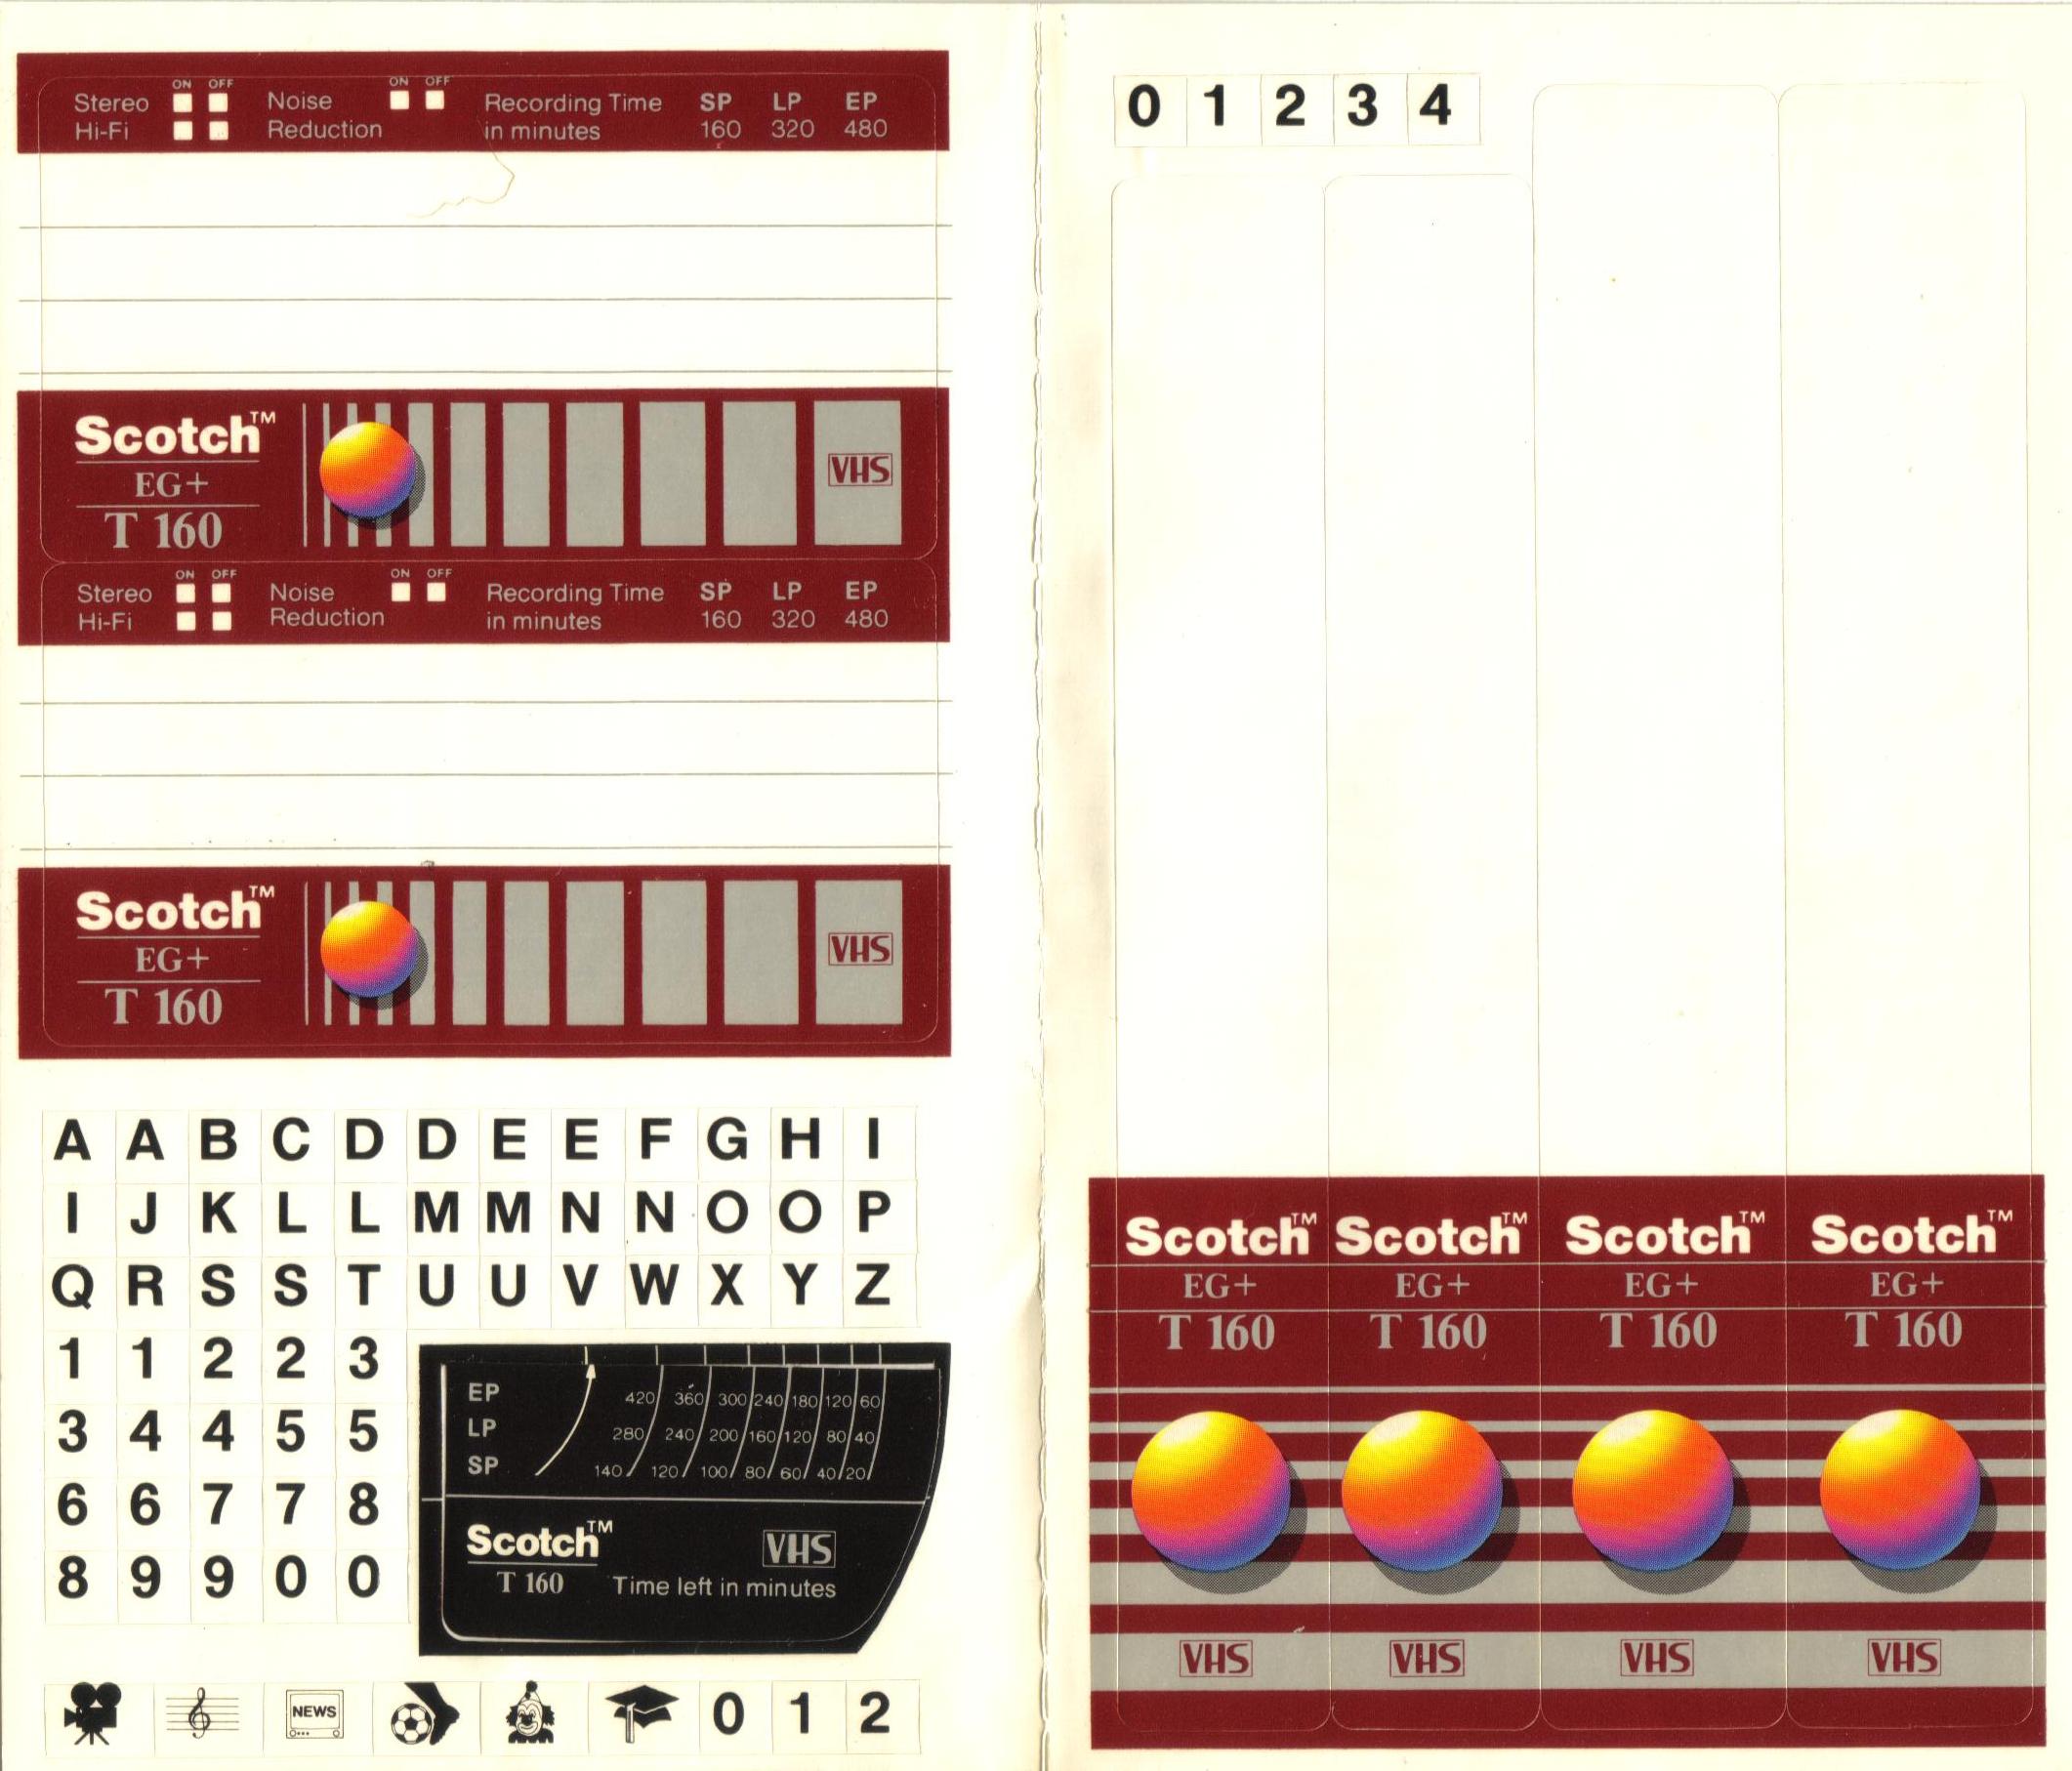 ON OFF ON OFF
Stereo Noise Recording Time SP LP EP
Hi-Fi Reduction in minutes 160 320 480
Scotch™
EG+
T 160
VHS
ON OFF ON OFF
Stereo Noise Recording Time SP LP EP
Hi-Fi Reduction in minutes 160 320 480
Scotch™
EG+
T 160
VHS
A A B C D D E E F G H I
I J K L L M M N N O O P
Q R S S T U U V W X Y Z
1 1 2 2 3
3 4 4 5 5
6 6 7 7 8
8 9 9 0 0
EP 420 360 300 240 180 120 60
LP 280 240 200 160 120 80 40
SP 140 120 100 80 60 40 20
Scotch™
T 160
VHS
Time left in minutes
NEWS
0 1 2
0 1 2 3 4
Scotch™ Scotch™ Scotch™ Scotch™
EG+ EG+ EG+ EG+
T 160 T 160 T 160 T 160
VHS VHS VHS VHS